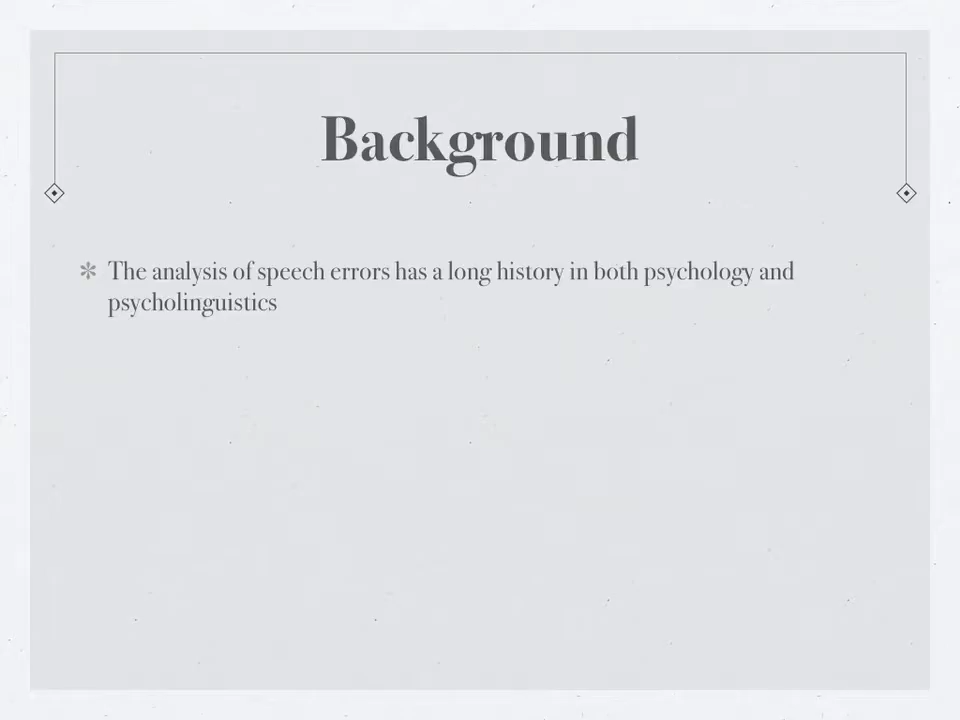 Background
✻ The analysis of speech errors has a long history in both psychology and
psycholinguistics